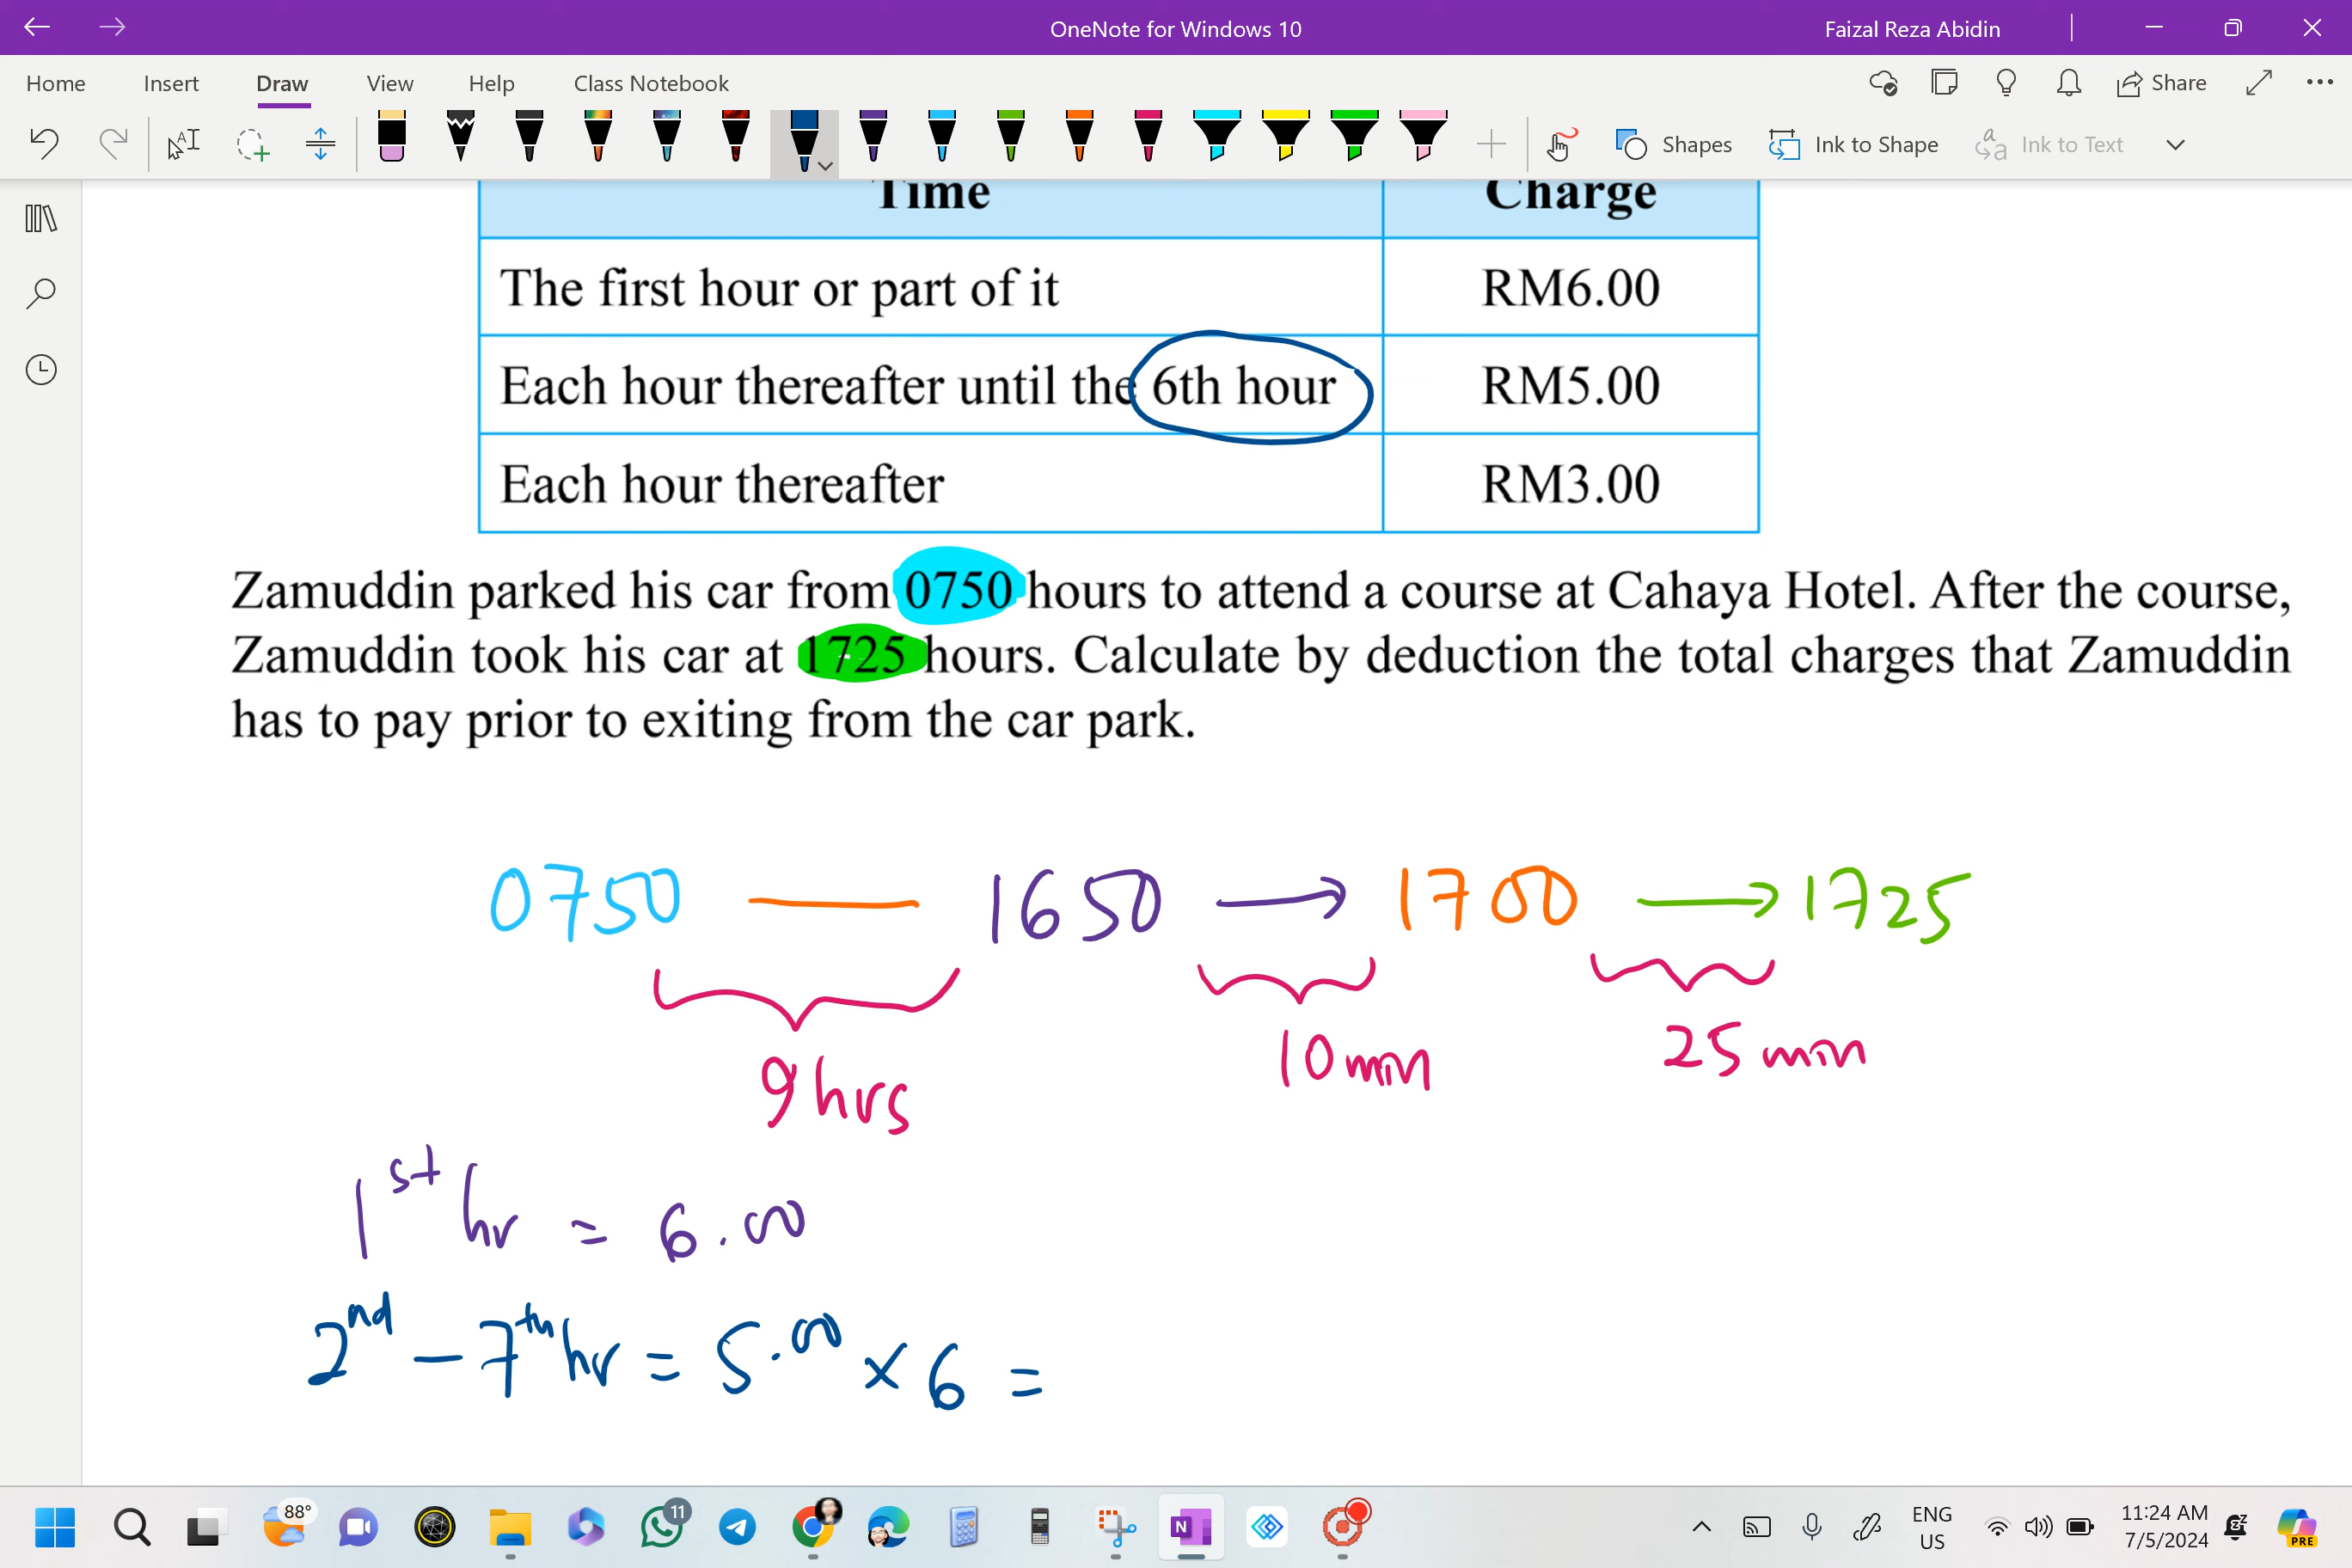 OneNote for Windows 10 Faizal Reza Abidin
Home Insert Draw View Help Class Notebook Share
Shapes Ink to Shape Ink to Text
Time Charge
The first hour or part of it RM6.00
Each hour thereafter until the 6th hour RM5.00
Each hour thereafter RM3.00
Zamuddin parked his car from 0750 hours to attend a course at Cahaya Hotel. After the course,
Zamuddin took his car at 1725 hours. Calculate by deduction the total charges that Zamuddin
has to pay prior to exiting from the car park.
0750 — 1650 → 1700 → 1725
9hrs 10min 25 min
1st hr = 6.00
2nd – 7th hr = 5.00 × 6 =
88° 11 N PRE
ENG 11:24 AM
US 7/5/2024